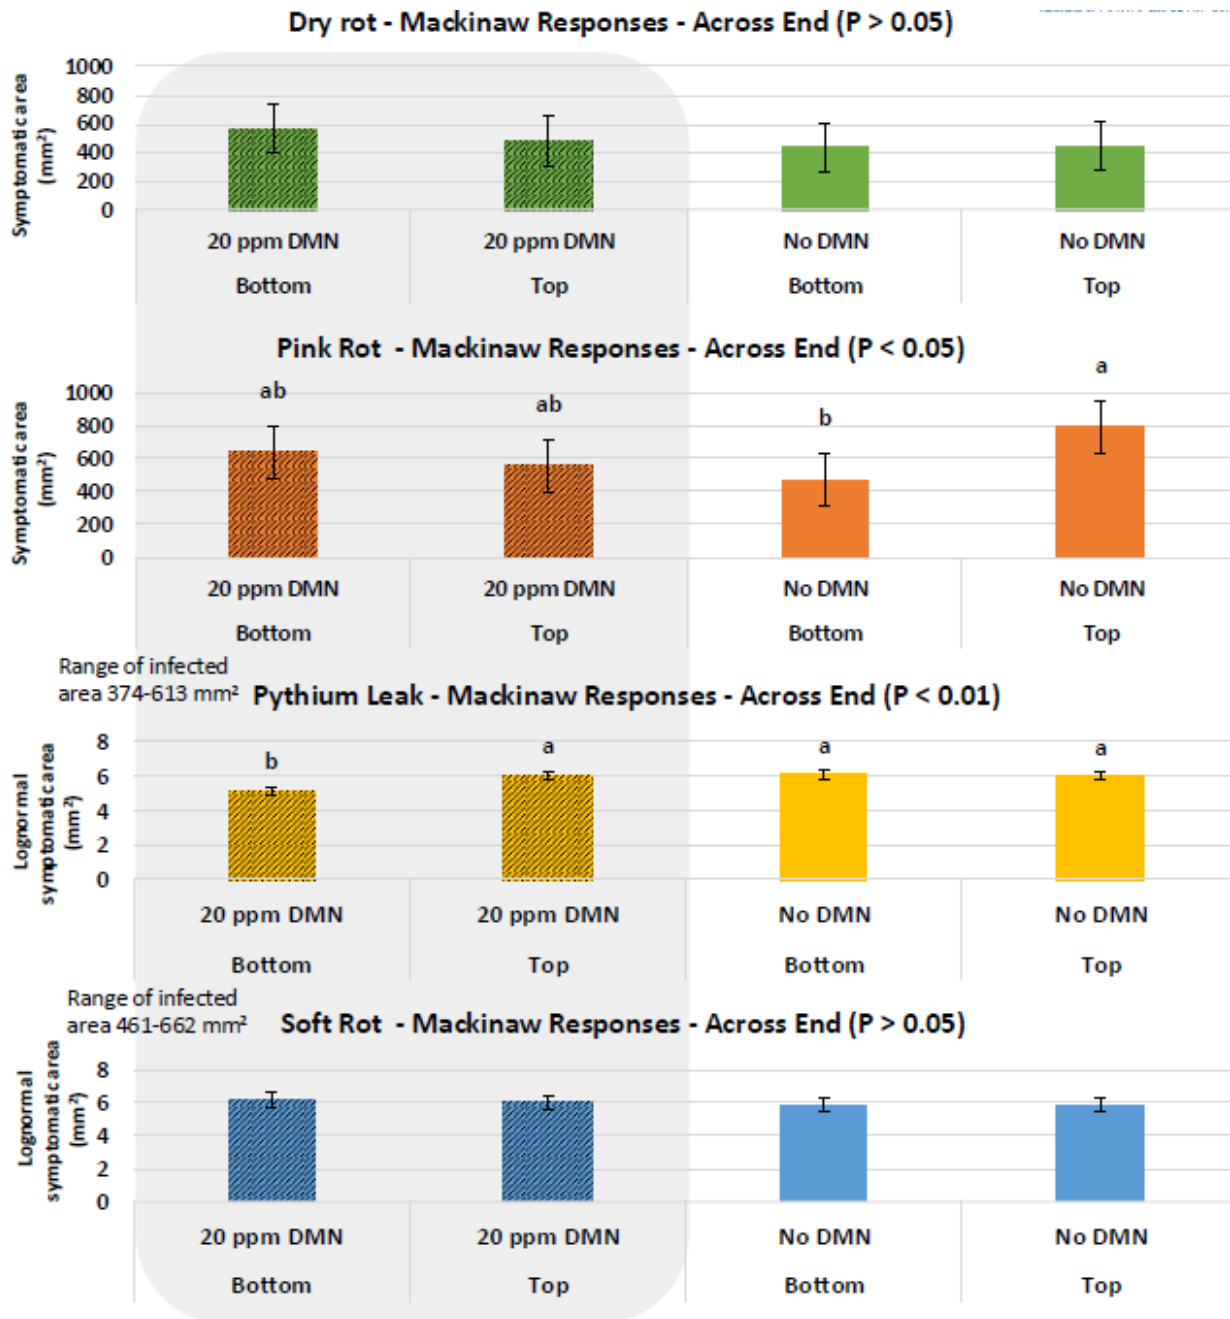 Dry rot - Mackinaw Responses - Across End (P > 0.05)
Symptomatic area
(mm²)
1000
800
600
400
200
0
20 ppm DMN 20 ppm DMN No DMN No DMN
Bottom Top Bottom Top
Pink Rot - Mackinaw Responses - Across End (P < 0.05)
Symptomatic area
(mm²)
1000
800
600
400
200
0
ab ab b a
20 ppm DMN 20 ppm DMN No DMN No DMN
Bottom Top Bottom Top
Range of infected
area 374-613 mm²
Pythium Leak - Mackinaw Responses - Across End (P < 0.01)
Lognormal
symptomatic area
(mm²)
8
6
4
2
0
b a a a
20 ppm DMN 20 ppm DMN No DMN No DMN
Bottom Top Bottom Top
Range of infected
area 461-662 mm²
Soft Rot - Mackinaw Responses - Across End (P > 0.05)
Lognormal
symptomatic area
(mm²)
8
6
4
2
0
20 ppm DMN 20 ppm DMN No DMN No DMN
Bottom Top Bottom Top